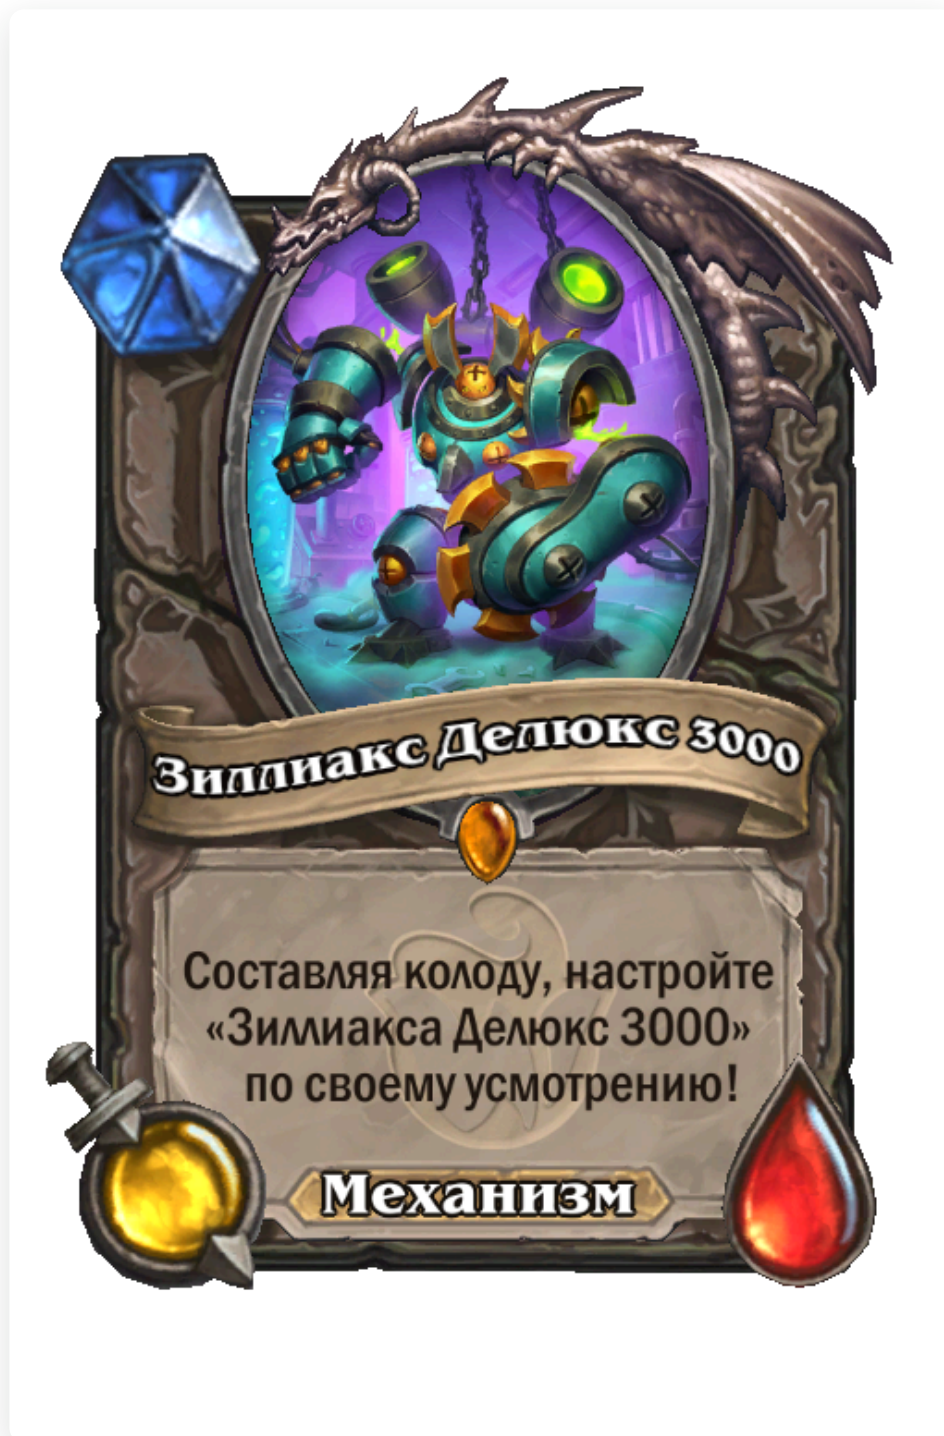 Зиллиакс Делюкс 3000
Составляя колоду, настройте
«Зиллиакса Делюкс 3000»
по своему усмотрению!
Механизм